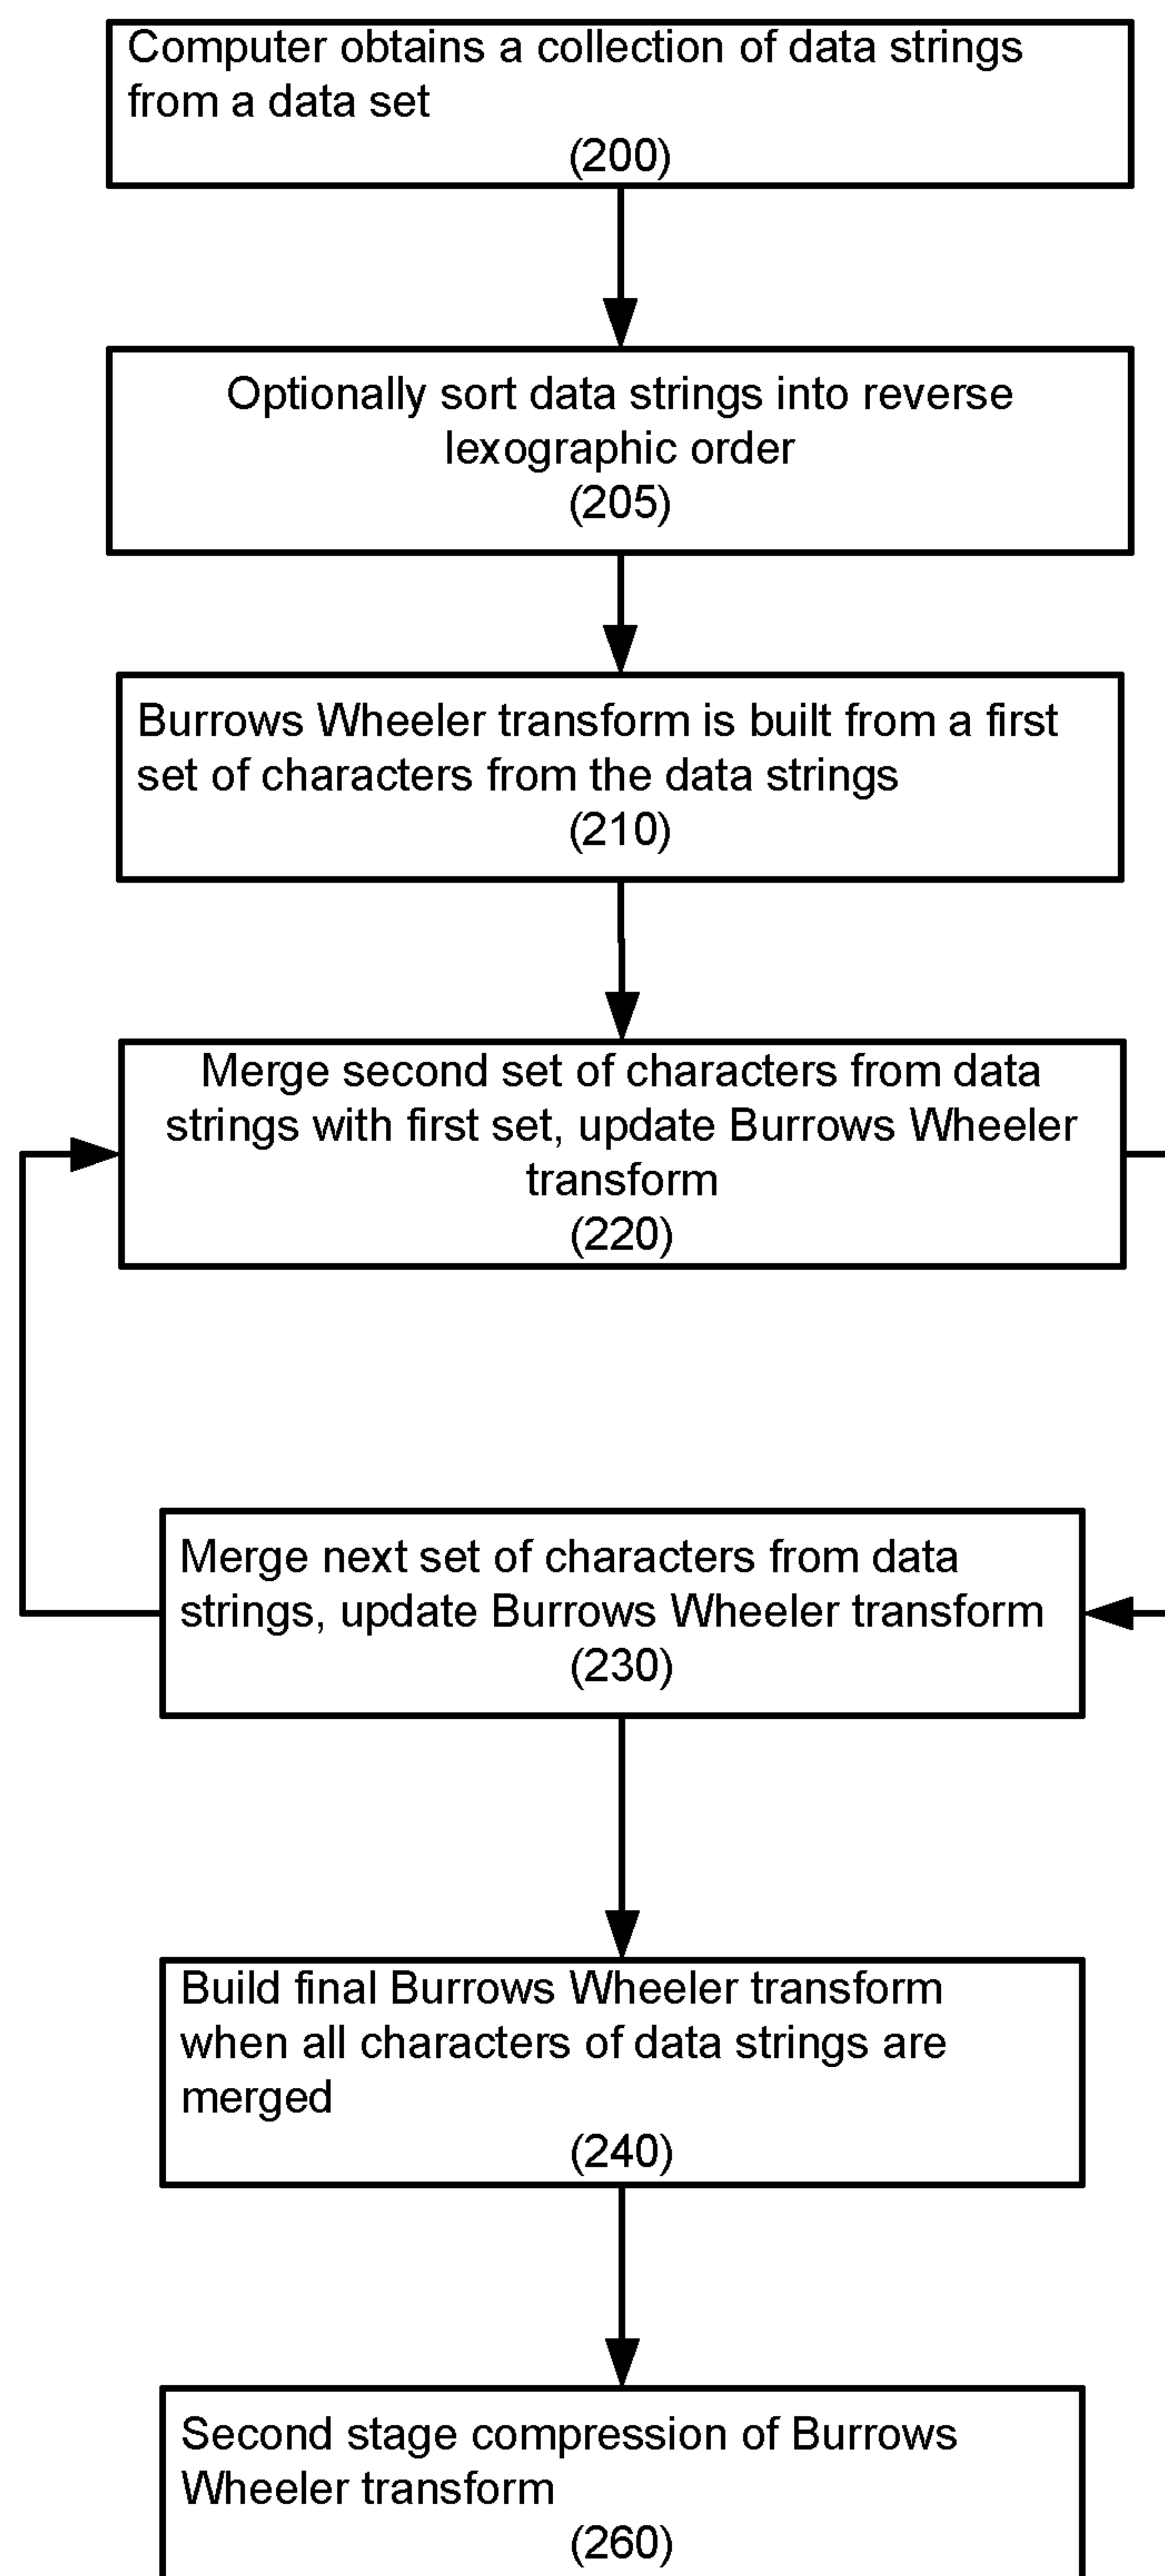 Computer obtains a collection of data strings
from a data set
(200)
Optionally sort data strings into reverse
lexographic order
(205)
Burrows Wheeler transform is built from a first
set of characters from the data strings
(210)
Merge second set of characters from data
strings with first set, update Burrows Wheeler
transform
(220)
Merge next set of characters from data
strings, update Burrows Wheeler transform
(230)
Build final Burrows Wheeler transform
when all characters of data strings are
merged
(240)
Second stage compression of Burrows
Wheeler transform
(260)